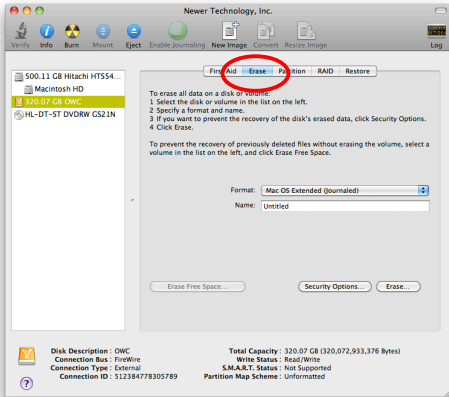 Newer Technology, Inc.
Verify Info Burn Mount Eject Enable Journaling New Image Convert Resize Image Log
First Aid Erase Partition RAID Restore
500.11 GB Hitachi HTS54...
Macintosh HD
320.07 GB OWC
HL-DT-ST DVDRW GS21N
To erase all data on a disk or volume:
1 Select the disk or volume in the list on the left.
2 Specify a format and name.
3 If you want to prevent the recovery of the disk's erased data, click Security Options.
4 Click Erase.
To prevent the recovery of previously deleted files without erasing the volume, select a
volume in the list on the left, and click Erase Free Space.
Format: Mac OS Extended (Journaled)
Name: Untitled
Erase Free Space... Security Options... Erase...
Disk Description : OWC Total Capacity : 320.07 GB (320,072,933,376 Bytes)
Connection Bus : FireWire Write Status : Read/Write
Connection Type : External S.M.A.R.T. Status : Not Supported
Connection ID : 512384778305789 Partition Map Scheme : Unformatted
?